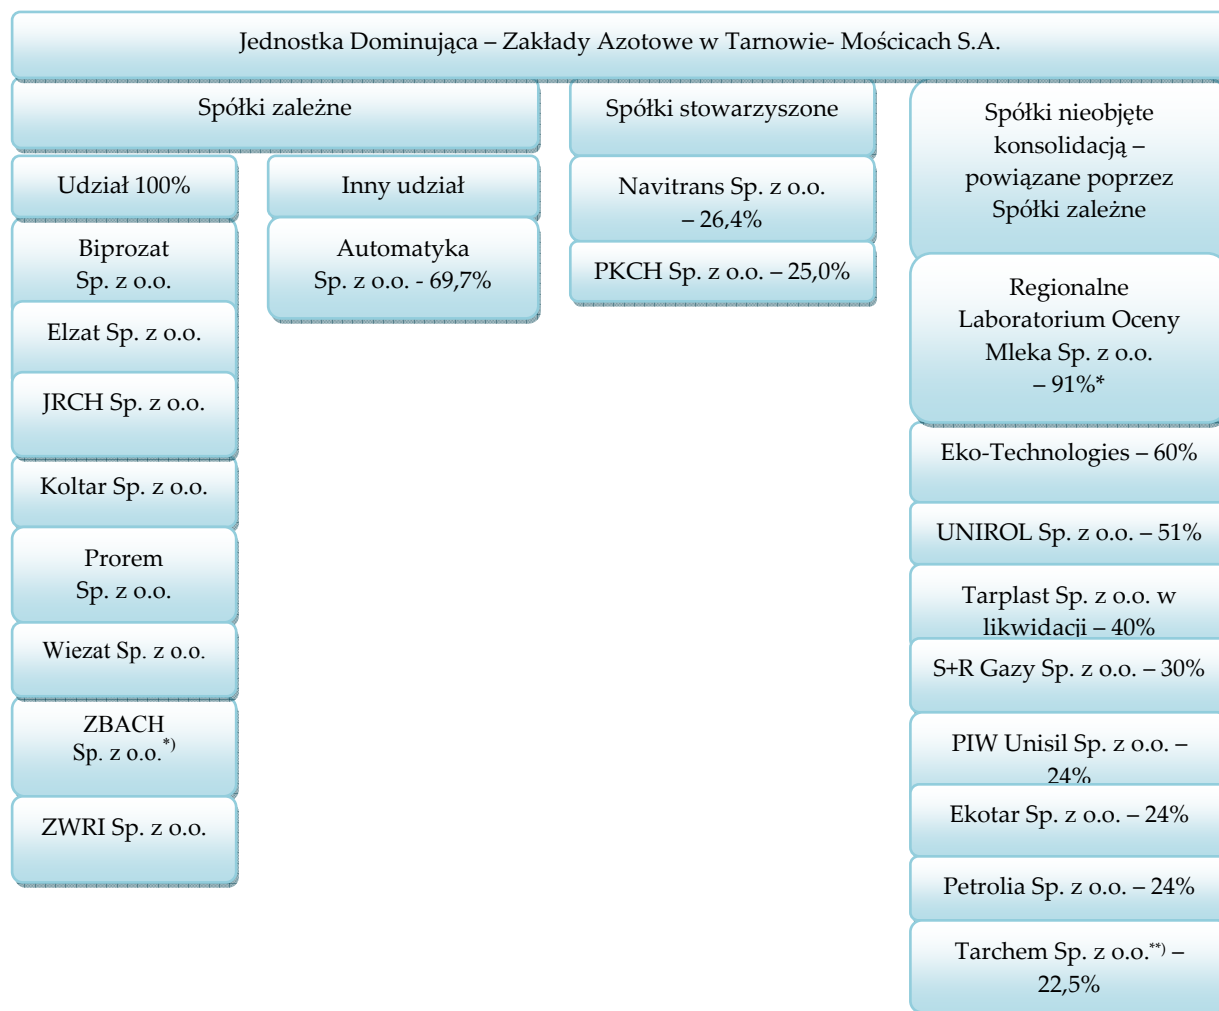 Jednostka Dominująca – Zakłady Azotowe w Tarnowie- Mościcach S.A.
Spółki zależne
Udział 100%
Biprozat
Sp. z o.o.
Elzat Sp. z o.o.
JRCH Sp. z o.o.
Koltar Sp. z o.o.
Prorem
Sp. z o.o.
Wiezat Sp. z o.o.
ZBACH
Sp. z o.o.*)
ZWRI Sp. z o.o.
Inny udział
Automatyka
Sp. z o.o. - 69,7%
Spółki stowarzyszone
Navitrans Sp. z o.o.
– 26,4%
PKCH Sp. z o.o. – 25,0%
Spółki nieobjęte
konsolidacją –
powiązane poprzez
Spółki zależne
Regionalne
Laboratorium Oceny
Mleka Sp. z o.o.
– 91%*
Eko-Technologies – 60%
UNIROL Sp. z o.o. – 51%
Tarplast Sp. z o.o. w
likwidacji – 40%
S+R Gazy Sp. z o.o. – 30%
PIW Unisil Sp. z o.o. –
24%
Ekotar Sp. z o.o. – 24%
Petrolia Sp. z o.o. – 24%
Tarchem Sp. z o.o.**) –
22,5%